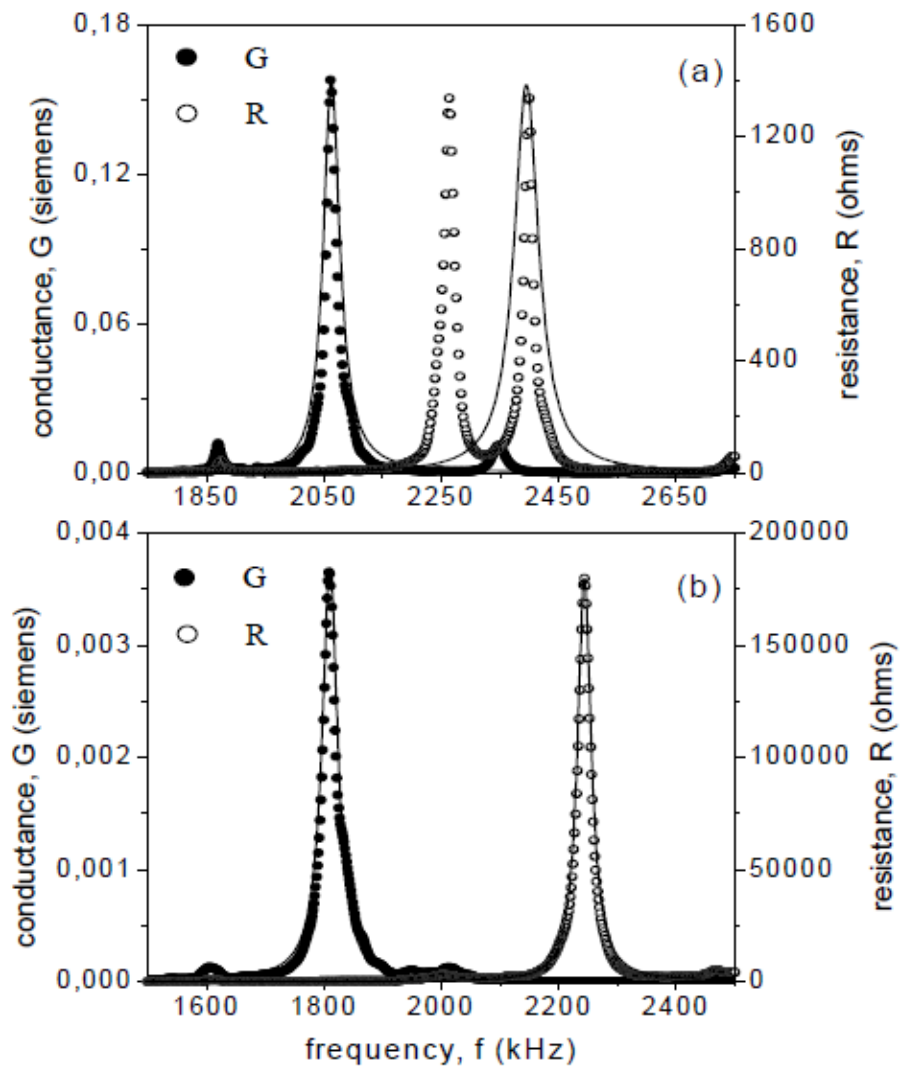 0,18
1600
G
(a)
R
1200
0,12
800
0,06
400
0,00
0
1850
2050
2250
2450
2650
conductance, G (siemens)
resistance, R (ohms)
0,004
200000
G
(b)
R
0,003
150000
0,002
100000
0,001
50000
0,000
0
1600
1800
2000
2200
2400
conductance, G (siemens)
resistance, R (ohms)
frequency, f (kHz)